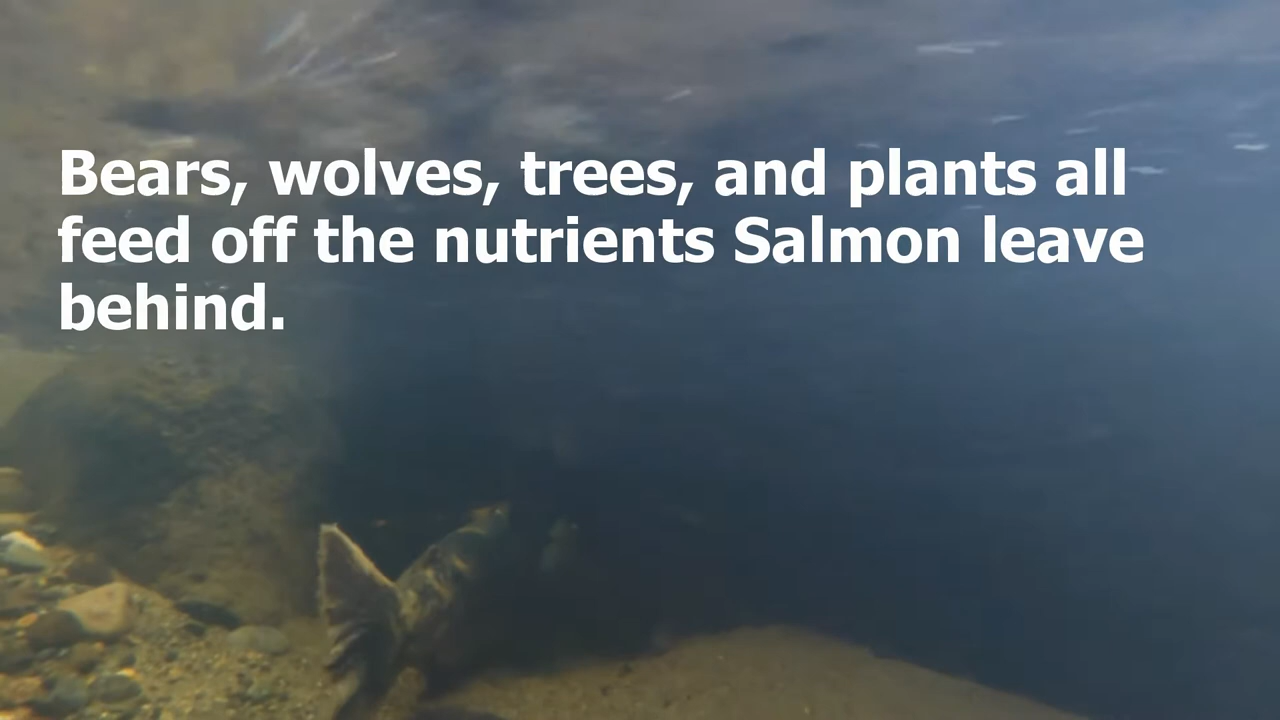 Bears, wolves, trees, and plants all
feed off the nutrients Salmon leave
behind.